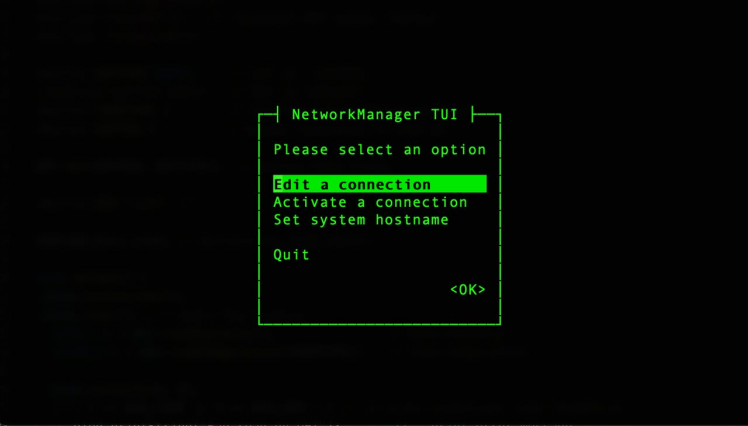 NetworkManager TUI
Please select an option
Edit a connection
Activate a connection
Set system hostname
Quit
<OK>